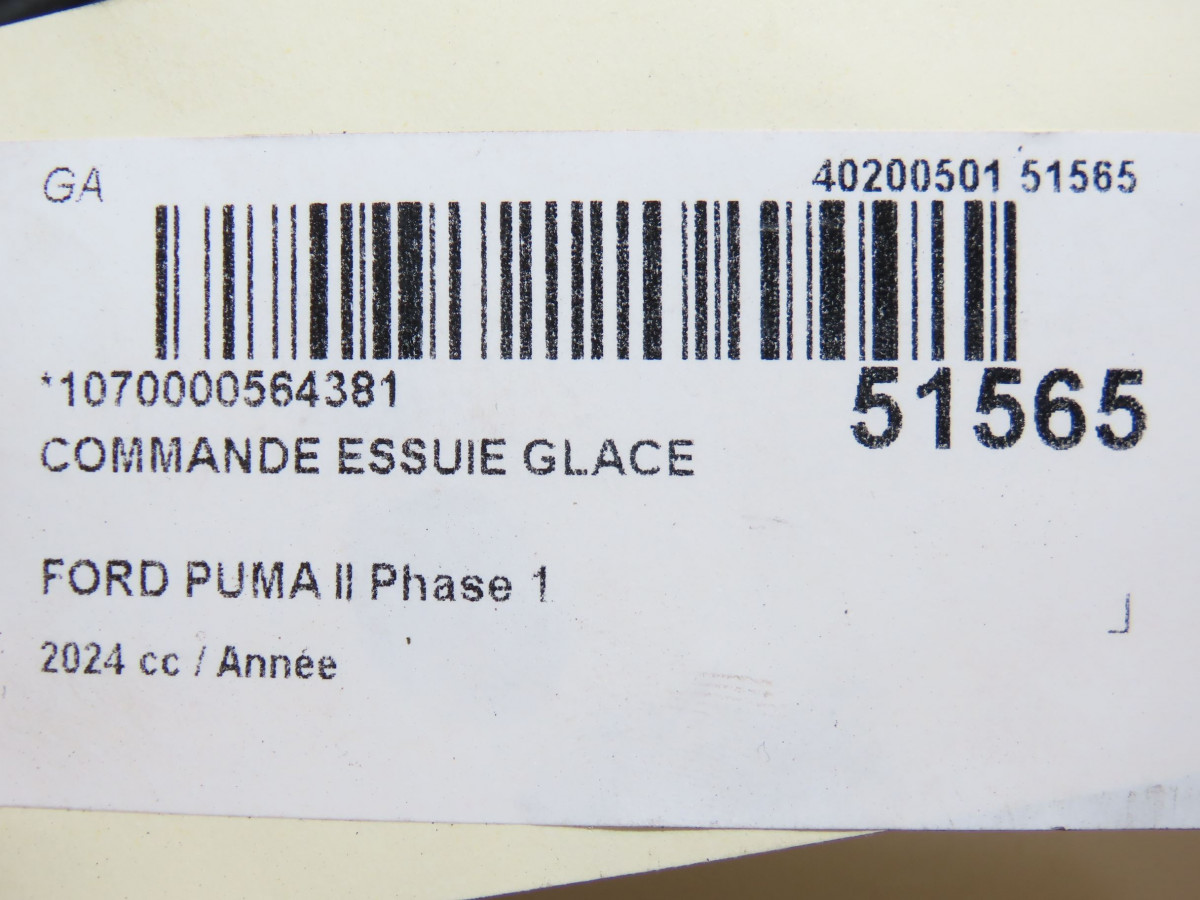 GA
40200501 51565
*1070000564381
51565
COMMANDE ESSUIE GLACE
FORD PUMA II Phase 1
2024 cc / Année